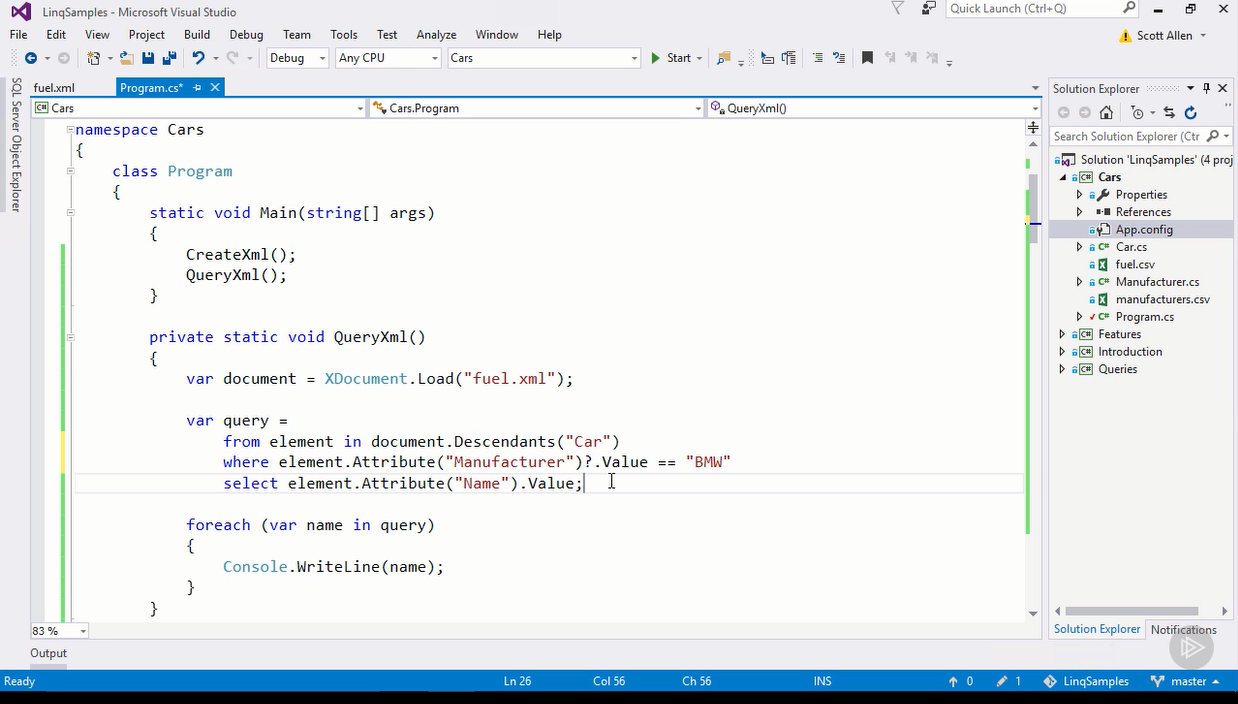 LinqSamples - Microsoft Visual Studio
Quick Launch (Ctrl+Q)
File Edit View Project Build Debug Team Tools Test Analyze Window Help
Scott Allen
Debug Any CPU Cars Start
SQL Server Object Explorer
fuel.xml Program.cs*
Cars Cars.Program QueryXml()
namespace Cars
{
class Program
{
static void Main(string[] args)
{
CreateXml();
QueryXml();
}
private static void QueryXml()
{
var document = XDocument.Load("fuel.xml");
var query =
from element in document.Descendants("Car")
where element.Attribute("Manufacturer")?.Value == "BMW"
select element.Attribute("Name").Value;
foreach (var name in query)
{
Console.WriteLine(name);
}
}
83 %
Solution Explorer
Search Solution Explorer (Ctr
Solution 'LinqSamples' (4 proj
C# Cars
Properties
References
App.config
C# Car.cs
fuel.csv
C# Manufacturer.cs
manufacturers.csv
C# Program.cs
C# Features
C# Introduction
C# Queries
Solution Explorer Notifications
Output
Ready Ln 26 Col 56 Ch 56 INS 0 1 LinqSamples master